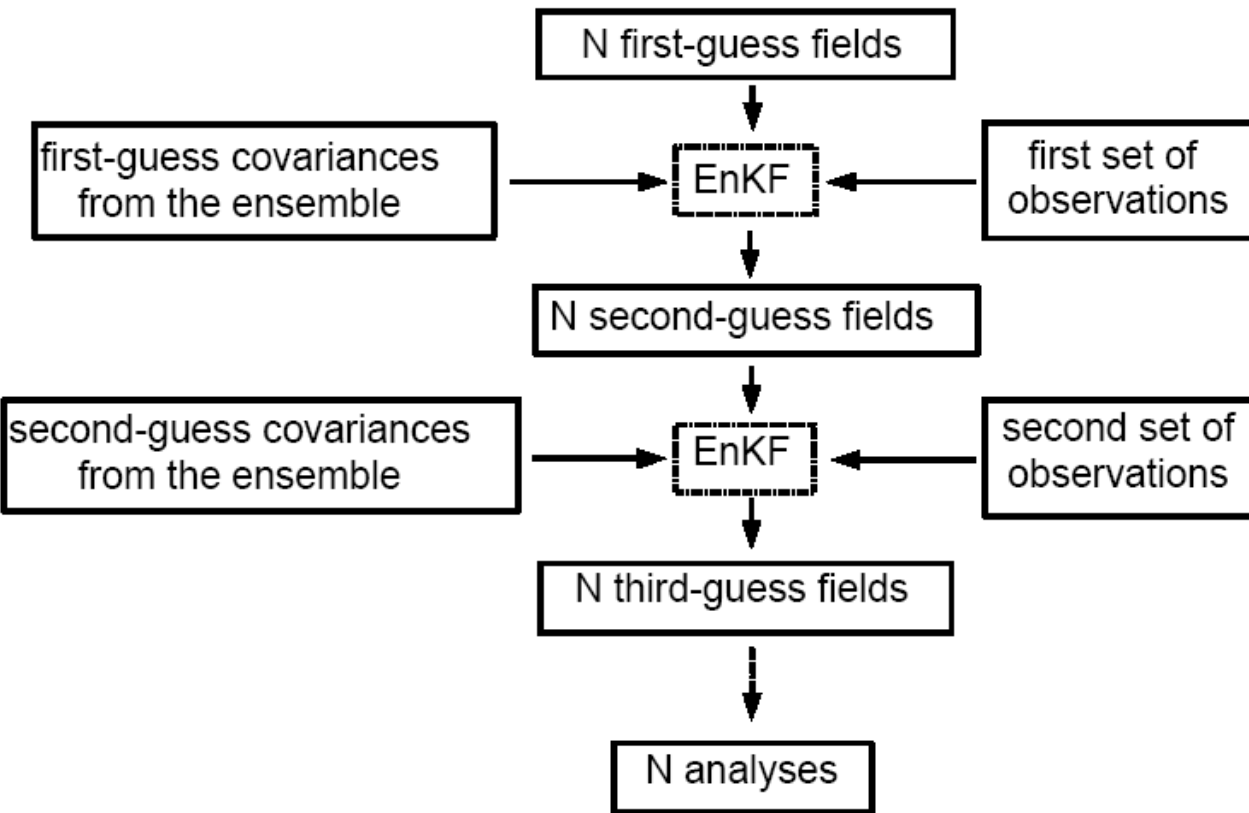 N first-guess fields
first-guess covariances
from the ensemble
EnKF
first set of
observations
N second-guess fields
second-guess covariances
from the ensemble
EnKF
second set of
observations
N third-guess fields
N analyses